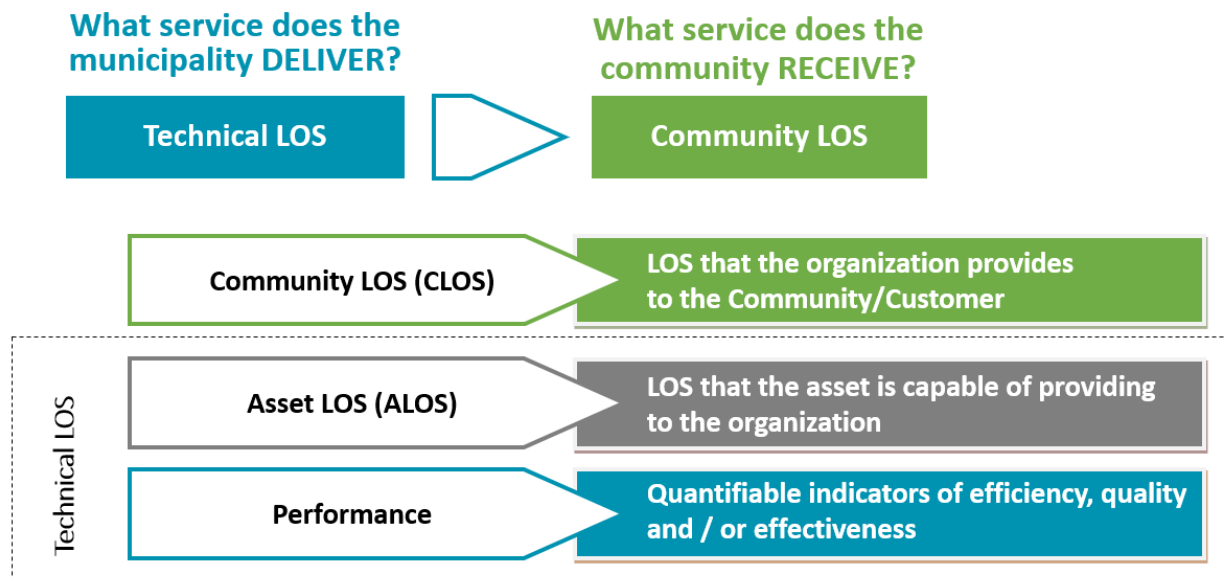 What service does the
municipality DELIVER?
What service does the
community RECEIVE?
Technical LOS
Community LOS
Community LOS (CLOS)
LOS that the organization provides
to the Community/Customer
Technical LOS
Asset LOS (ALOS)
LOS that the asset is capable of providing
to the organization
Performance
Quantifiable indicators of efficiency, quality
and / or effectiveness